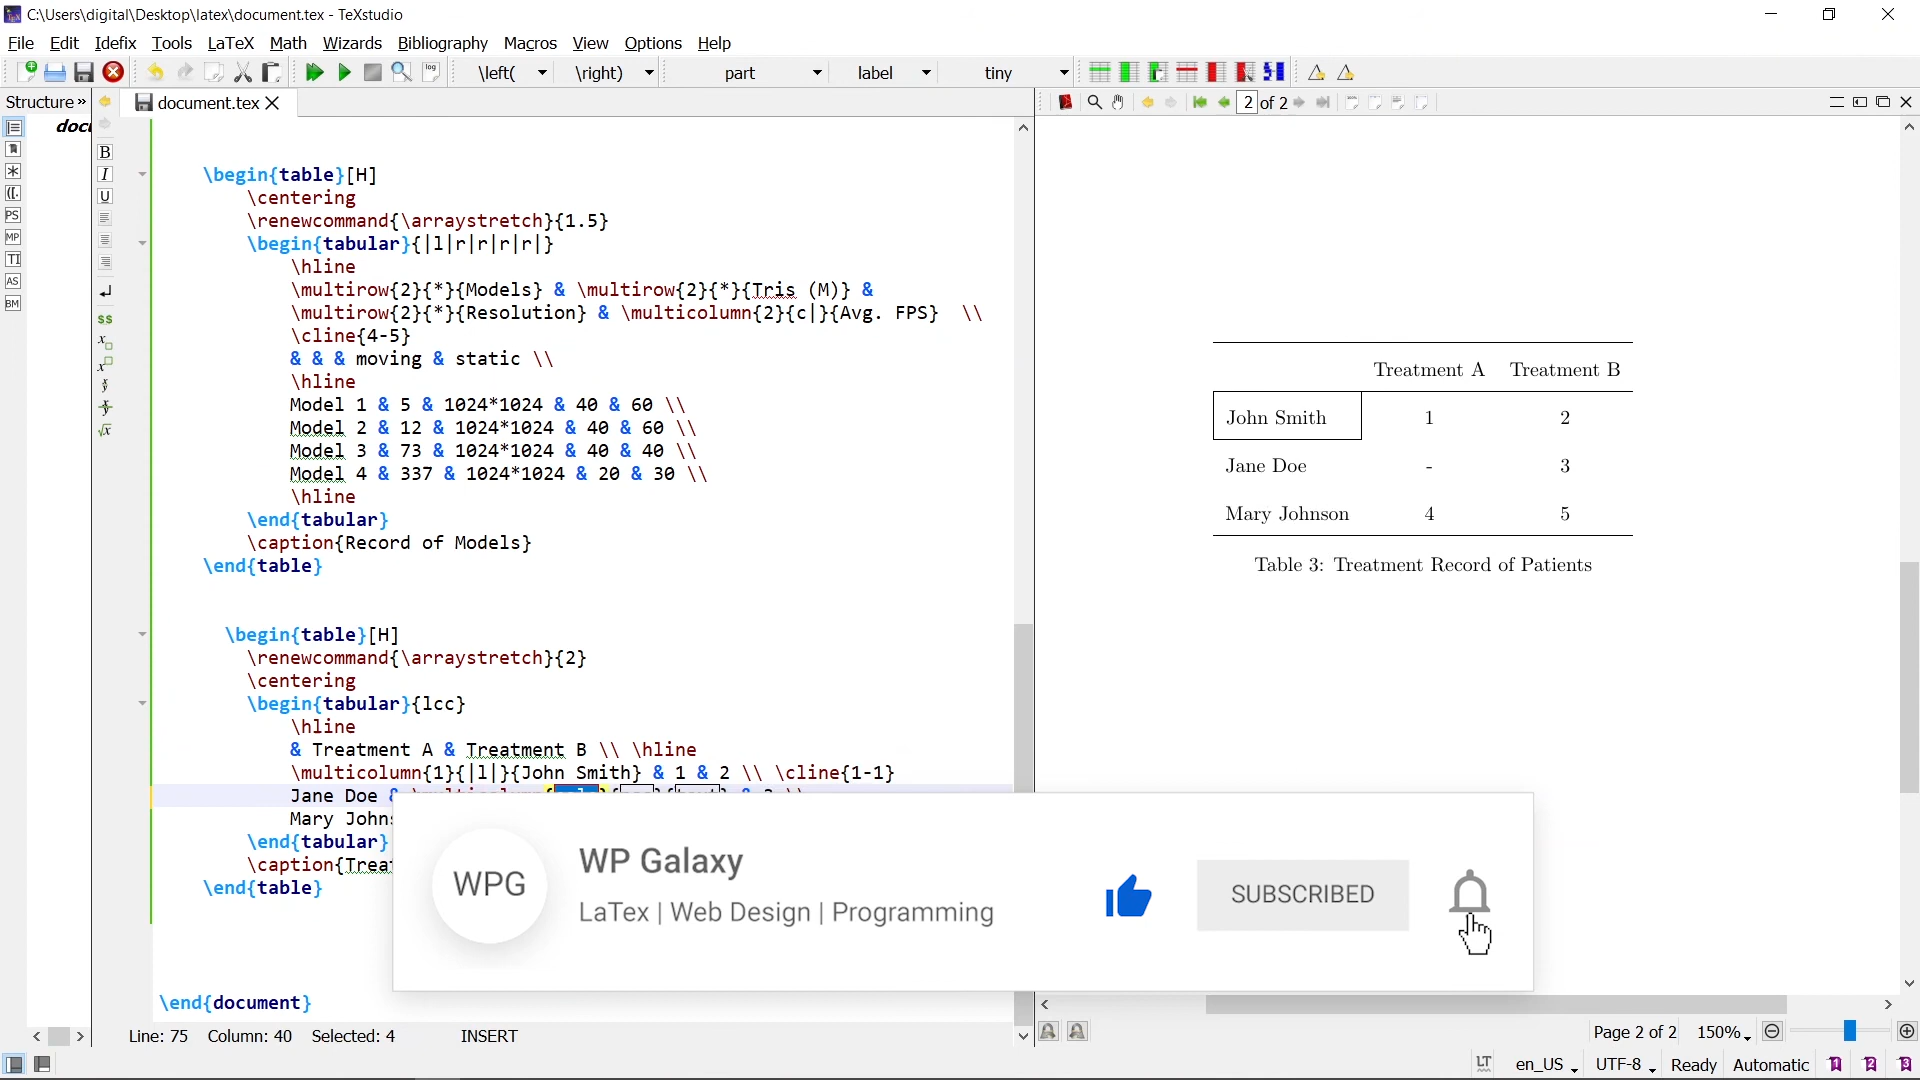 C:\Users\digital\Desktop\latex\document.tex - TeXstudio
File Edit Idefix Tools LaTeX Math Wizards Bibliography Macros View Options Help
\left( \right) part label tiny
Structure » document.tex 2 of 2
\begin{table}[H]
\centering
\renewcommand{\arraystretch}{1.5}
\begin{tabular}{|l|r|r|r|r|}
\hline
\multirow{2}{*}{Models} & \multirow{2}{*}{Tris (M)} &
\multirow{2}{*}{Resolution} & \multicolumn{2}{c|}{Avg. FPS} \\
\cline{4-5}
& & & moving & static \\
\hline
Model 1 & 5 & 1024*1024 & 40 & 60 \\
Model 2 & 12 & 1024*1024 & 40 & 60 \\
Model 3 & 73 & 1024*1024 & 40 & 40 \\
Model 4 & 337 & 1024*1024 & 20 & 30 \\
\hline
\end{tabular}
\caption{Record of Models}
\end{table}
\begin{table}[H]
\renewcommand{\arraystretch}{2}
\centering
\begin{tabular}{lcc}
\hline
& Treatment A & Treatment B \\ \hline
\multicolumn{1}{|l|}{John Smith} & 1 & 2 \\ \cline{1-1}
Jane Doe &
Mary Johns
\end{tabular}
\caption{Treat
\end{table}
\end{document}
Treatment A Treatment B
John Smith 1 2
Jane Doe - 3
Mary Johnson 4 5
Table 3: Treatment Record of Patients
WPG
WP Galaxy
LaTex | Web Design | Programming
SUBSCRIBED
Line: 75 Column: 40 Selected: 4 INSERT
Page 2 of 2 150%
en_US UTF-8 Ready Automatic